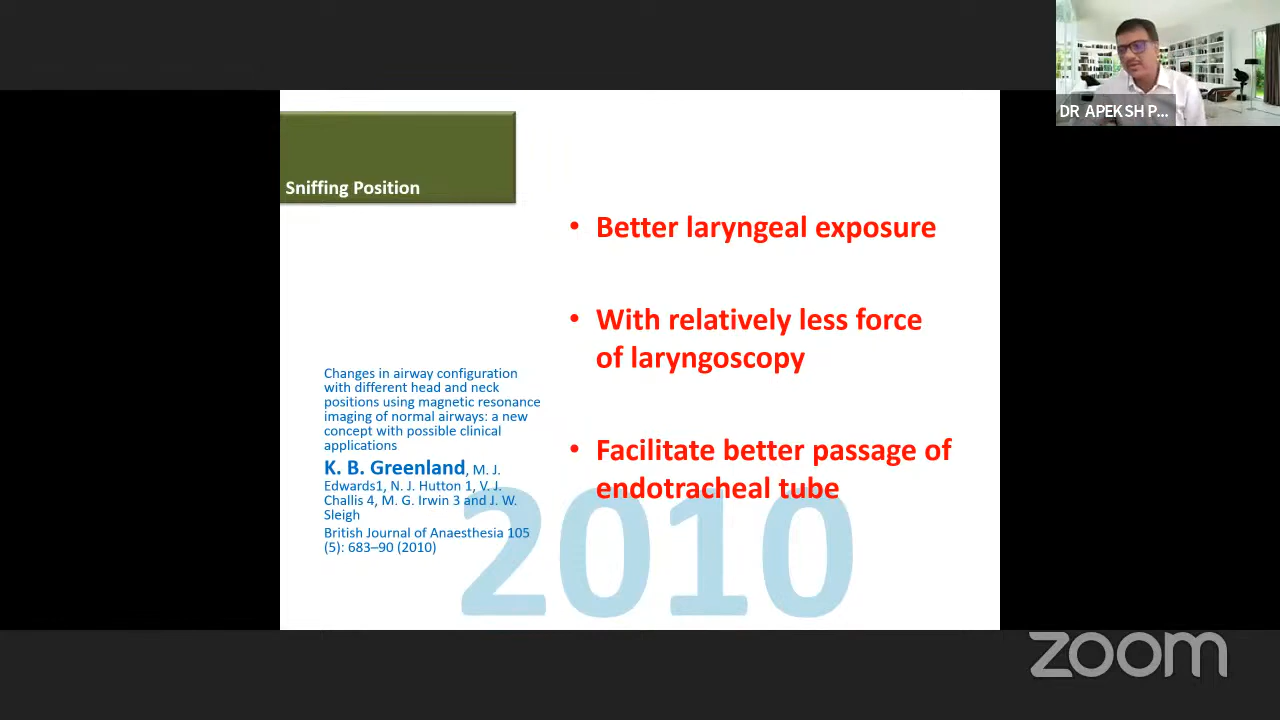 DR APEKSH P...
Sniffing Position
• Better laryngeal exposure
• With relatively less force
of laryngoscopy
• Facilitate better passage of
endotracheal tube
Changes in airway configuration
with different head and neck
positions using magnetic resonance
imaging of normal airways: a new
concept with possible clinical
applications
K. B. Greenland, M. J.
Edwards1, N. J. Hutton 1, V. J.
Challis 4, M. G. Irwin 3 and J. W.
Sleigh
British Journal of Anaesthesia 105
(5): 683–90 (2010)
2010
zoom